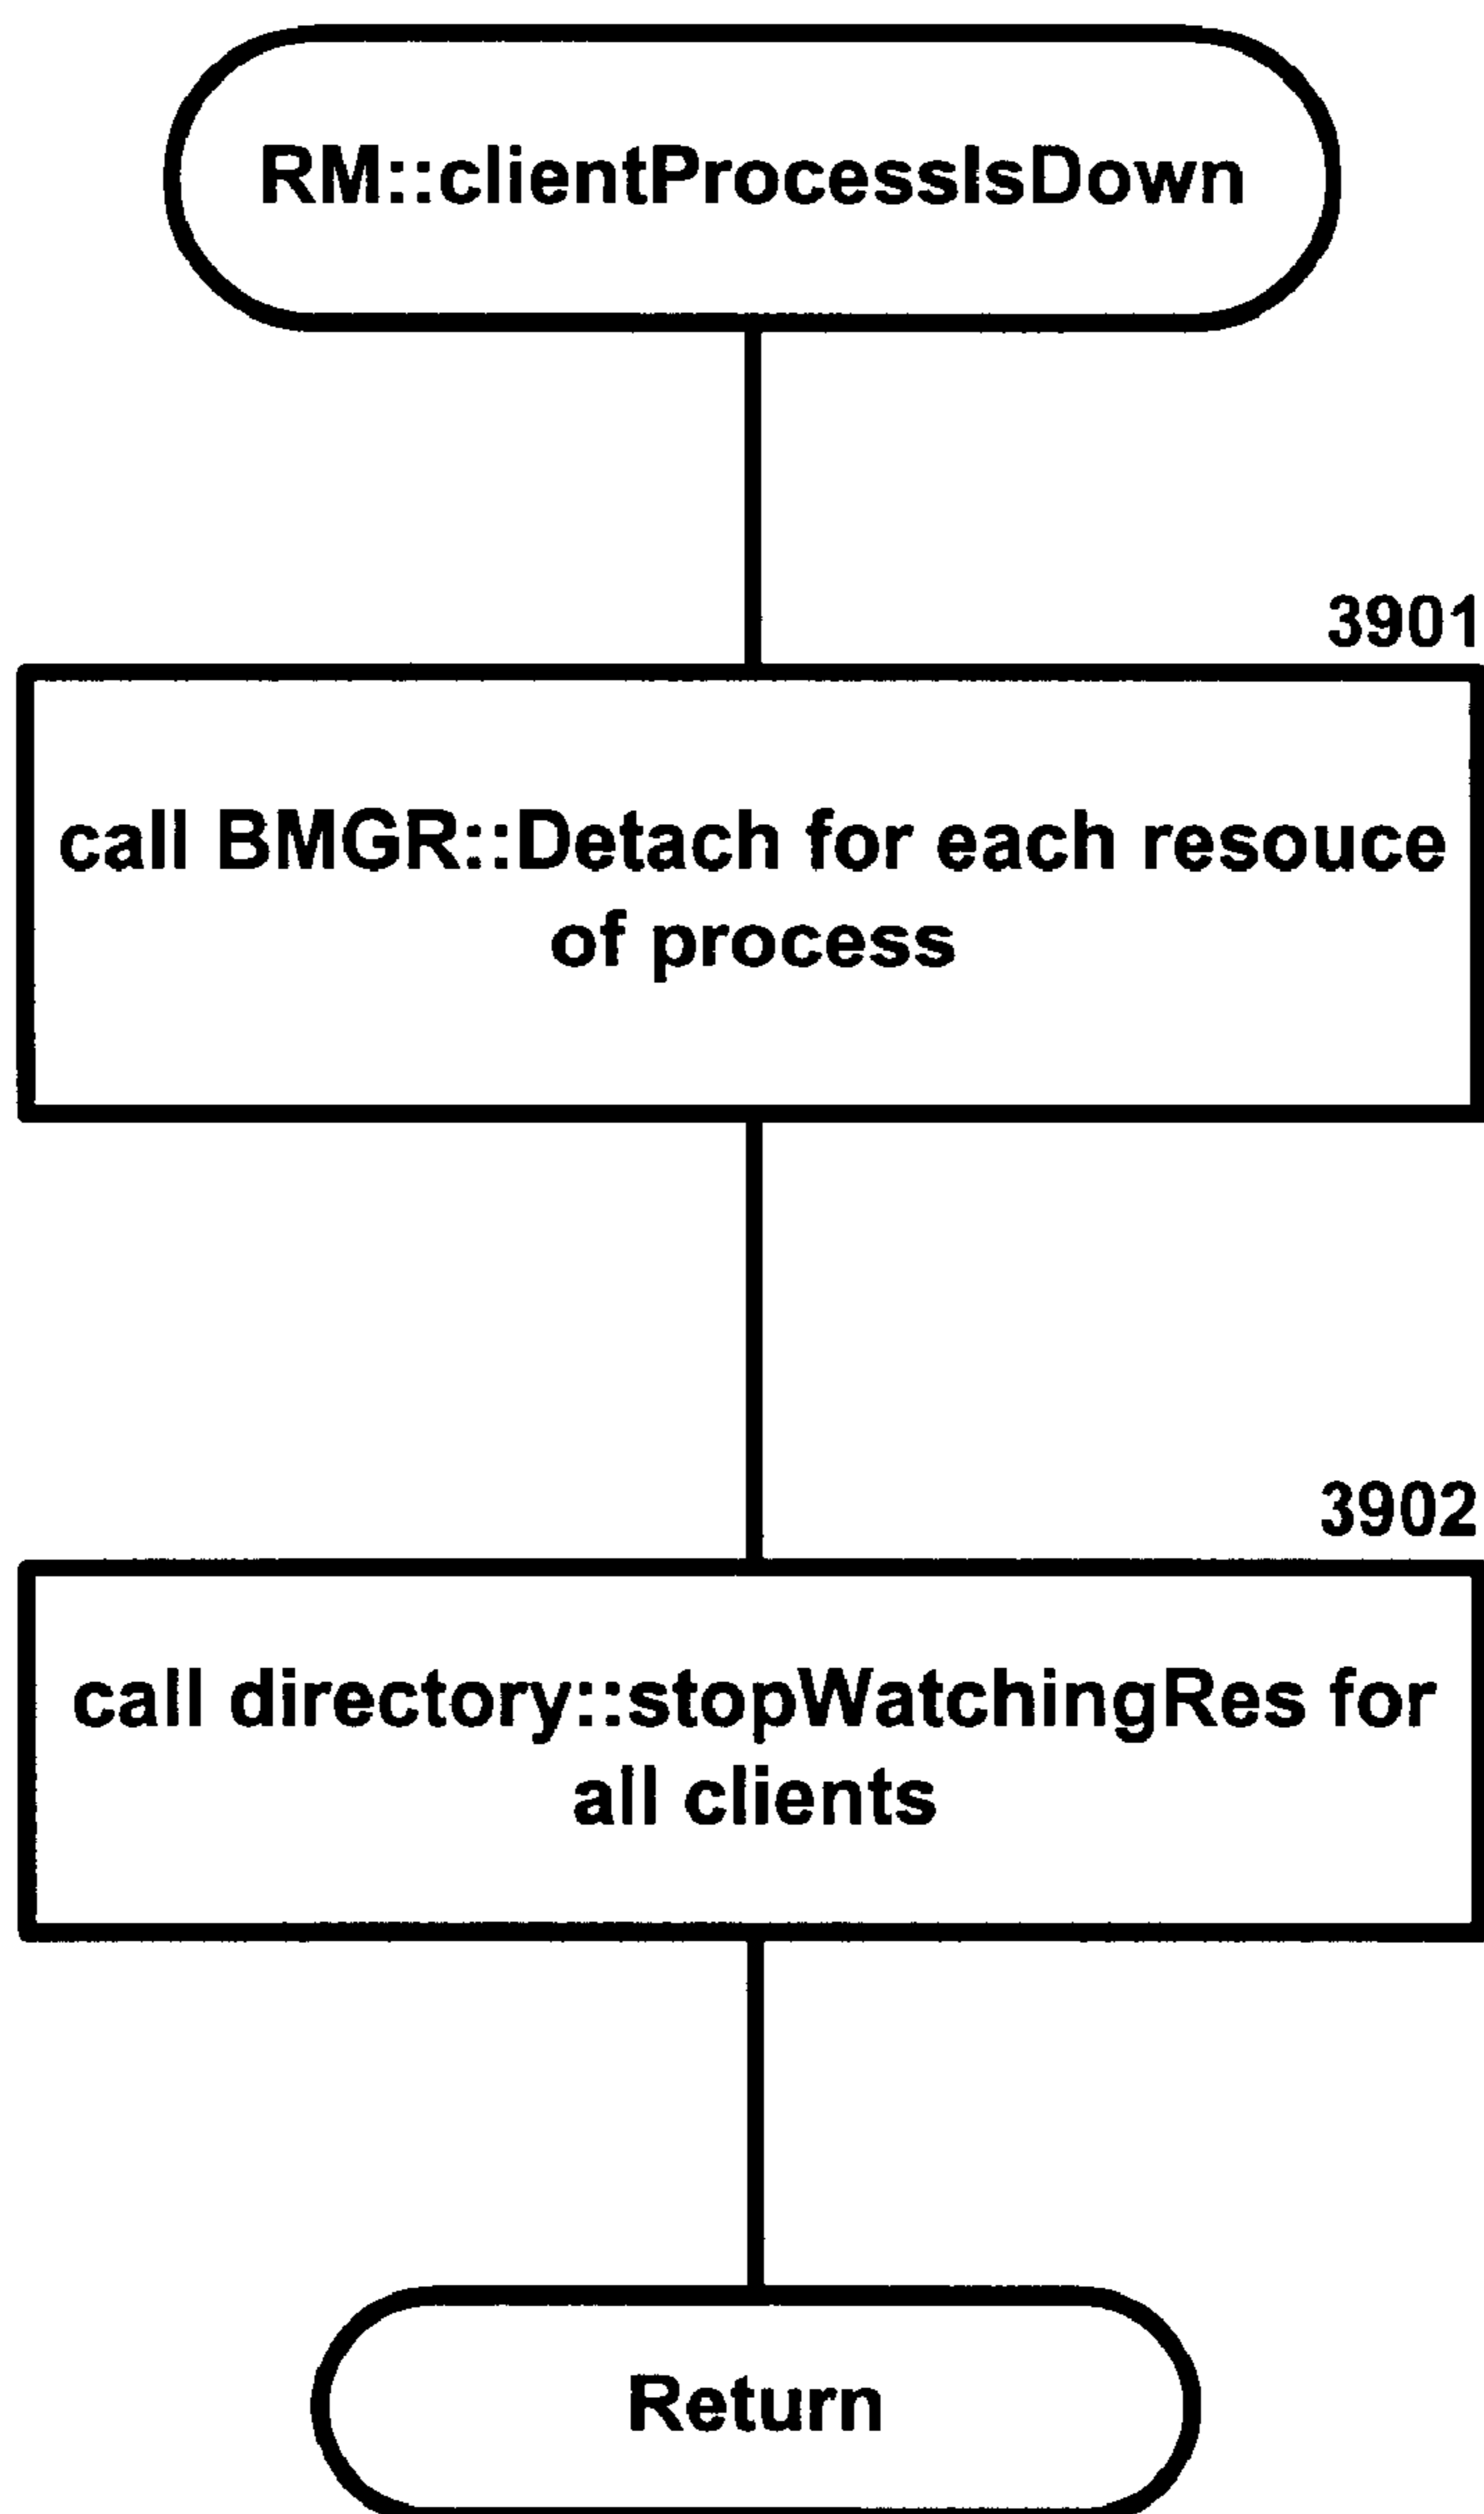 RM::clientProcessIsDown
3901
call BMGR::Detach for each resouce
of process
3902
call directory::stopWatchingRes for
all clients
Return